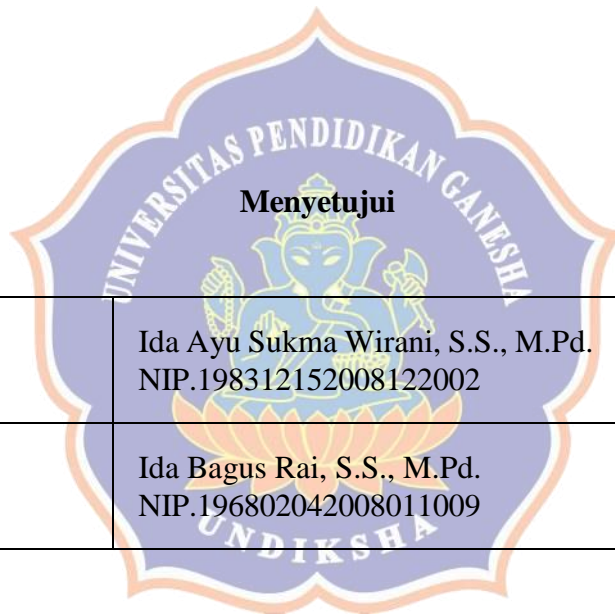 UNIVERSITAS PENDIDIKAN GANESHA
Menyetujui
Ida Ayu Sukma Wirani, S.S., M.Pd.
NIP.198312152008122002
Ida Bagus Rai, S.S., M.Pd.
NIP.196802042008011009
UNDIKSHA